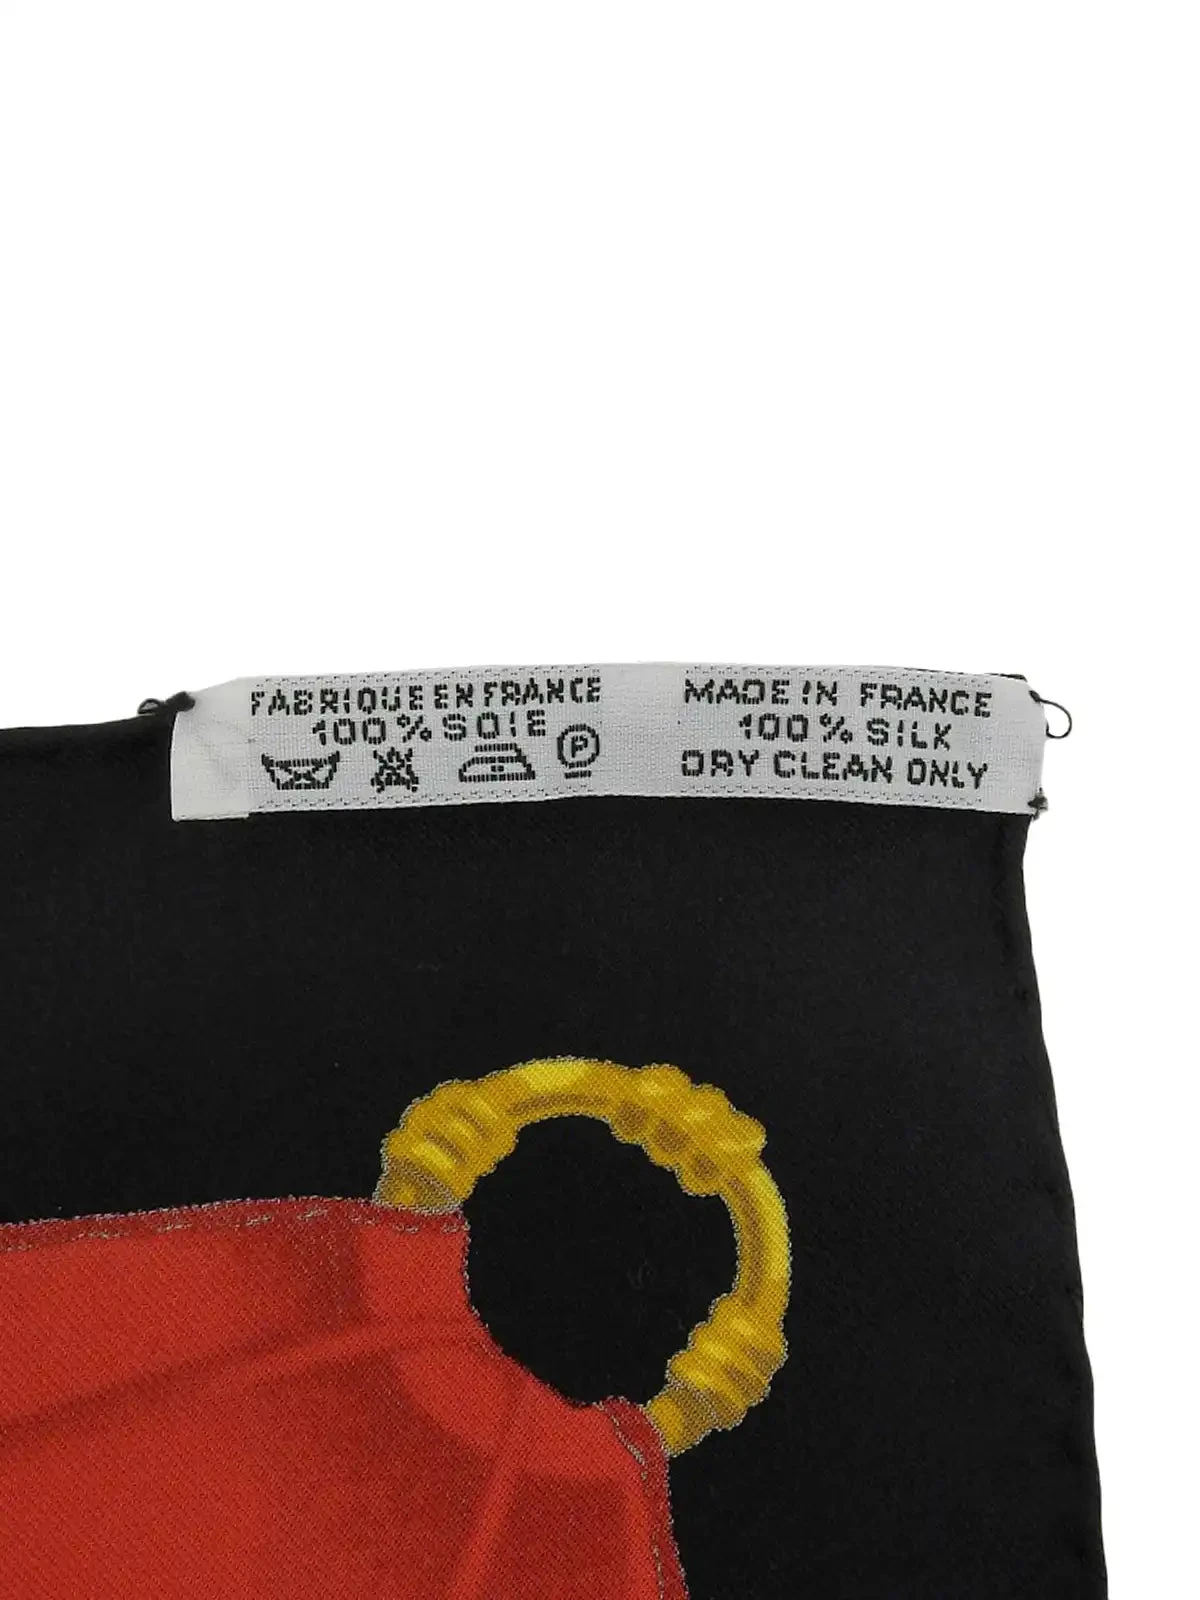 FABRIQUE EN FRANCE
100% SOIE
P
MADE IN FRANCE
100% SILK
DRY CLEAN ONLY